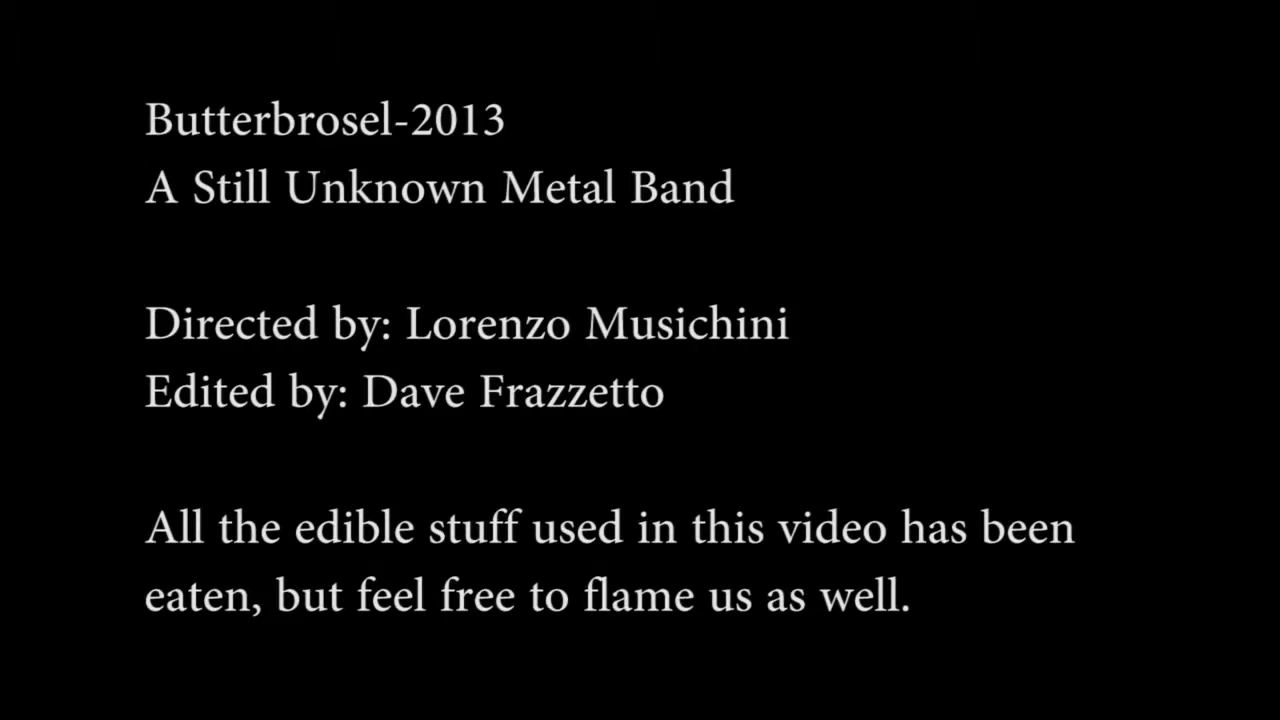 Butterbrosel-2013
A Still Unknown Metal Band
Directed by: Lorenzo Musichini
Edited by: Dave Frazzetto
All the edible stuff used in this video has been
eaten, but feel free to flame us as well.